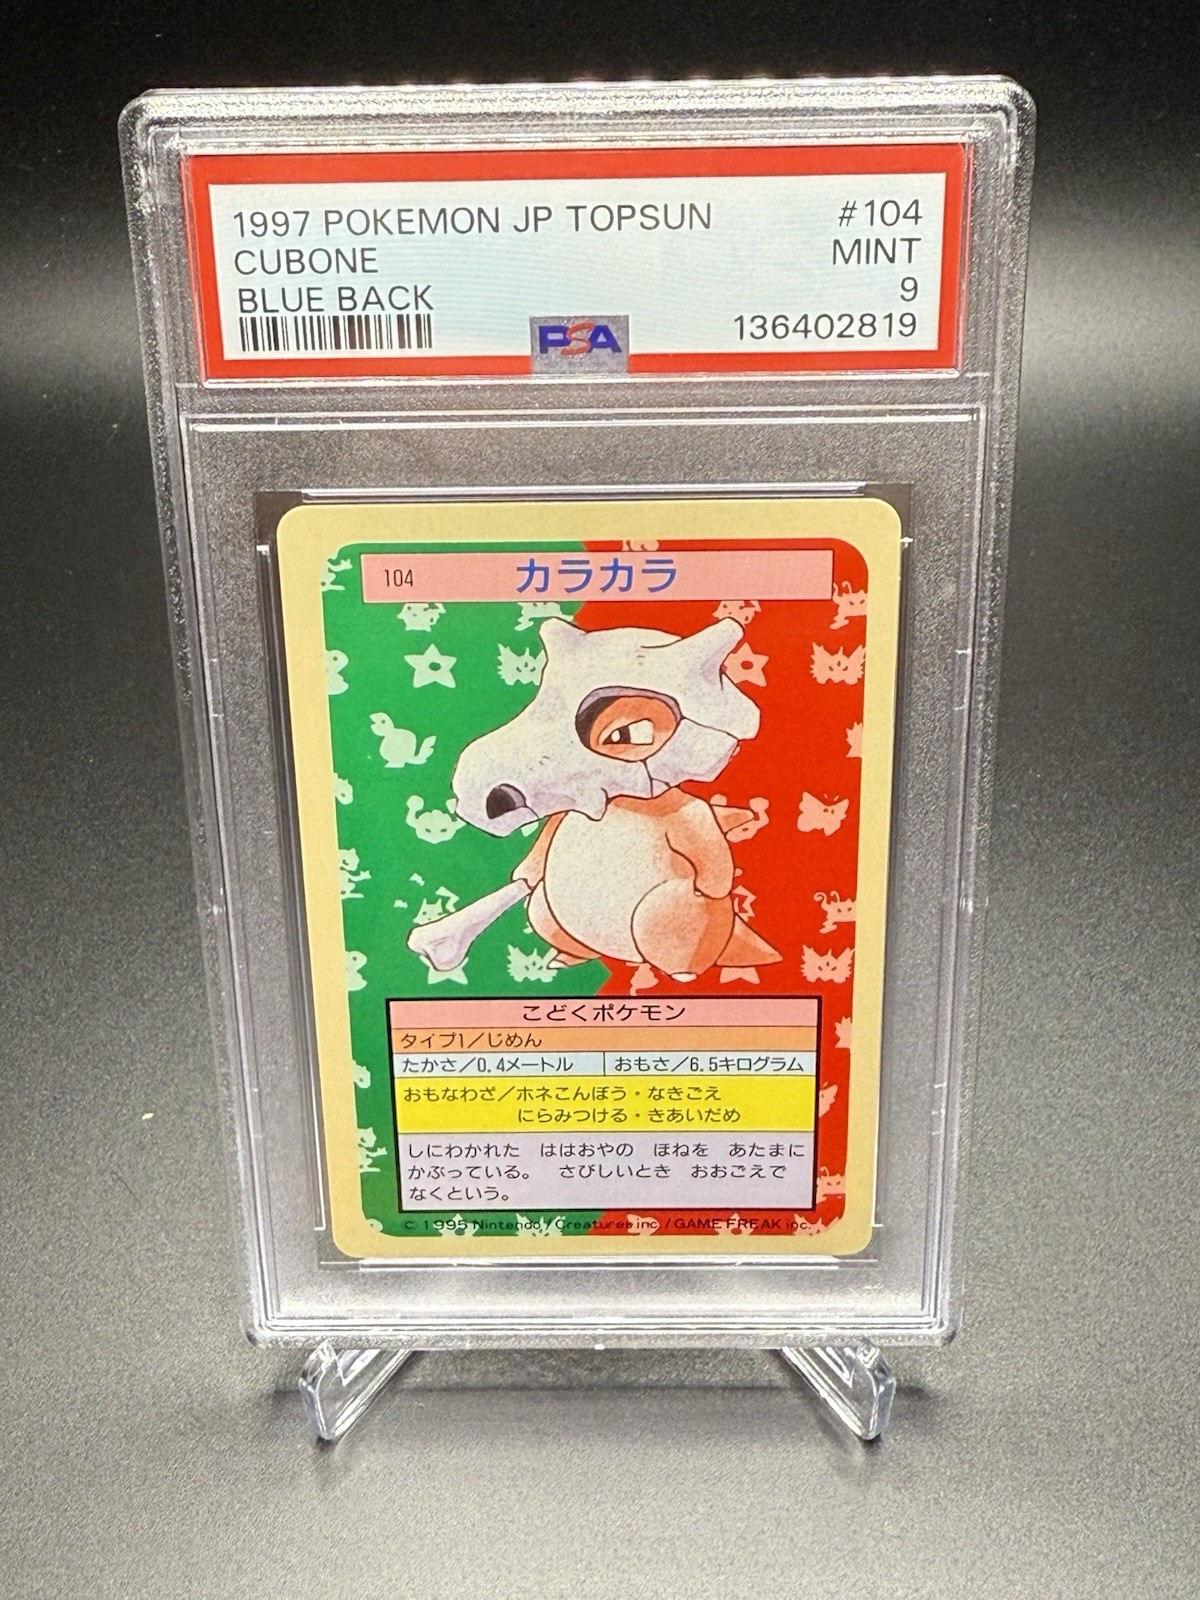 1997 POKEMON JP TOPSUN #104
CUBONE MINT
BLUE BACK 9
PSA 136402819
104 カラカラ
こどくポケモン
タイプ1／じめん
たかさ／0.4メートル おもさ／6.5キログラム
おもなわざ／ホネこんぼう・なきごえ
にらみつける・きあいだめ
しにわかれた ははおやの ほねを あたまに
かぶっている。 さびしいとき おおごえで
なくという。
© 1995 Nintendo/Creatures inc./GAME FREAK inc.